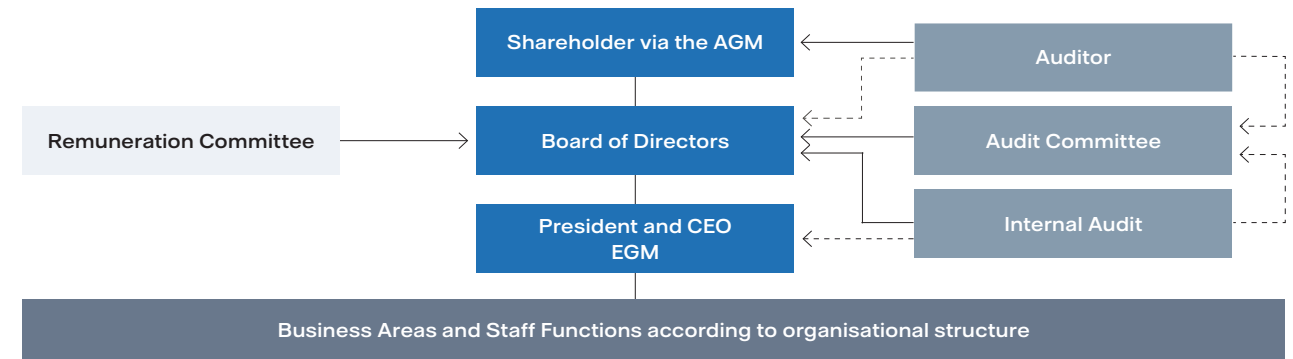 Shareholder via the AGM
Auditor
Remuneration Committee
Board of Directors
Audit Committee
President and CEO
EGM
Internal Audit
Business Areas and Staff Functions according to organisational structure